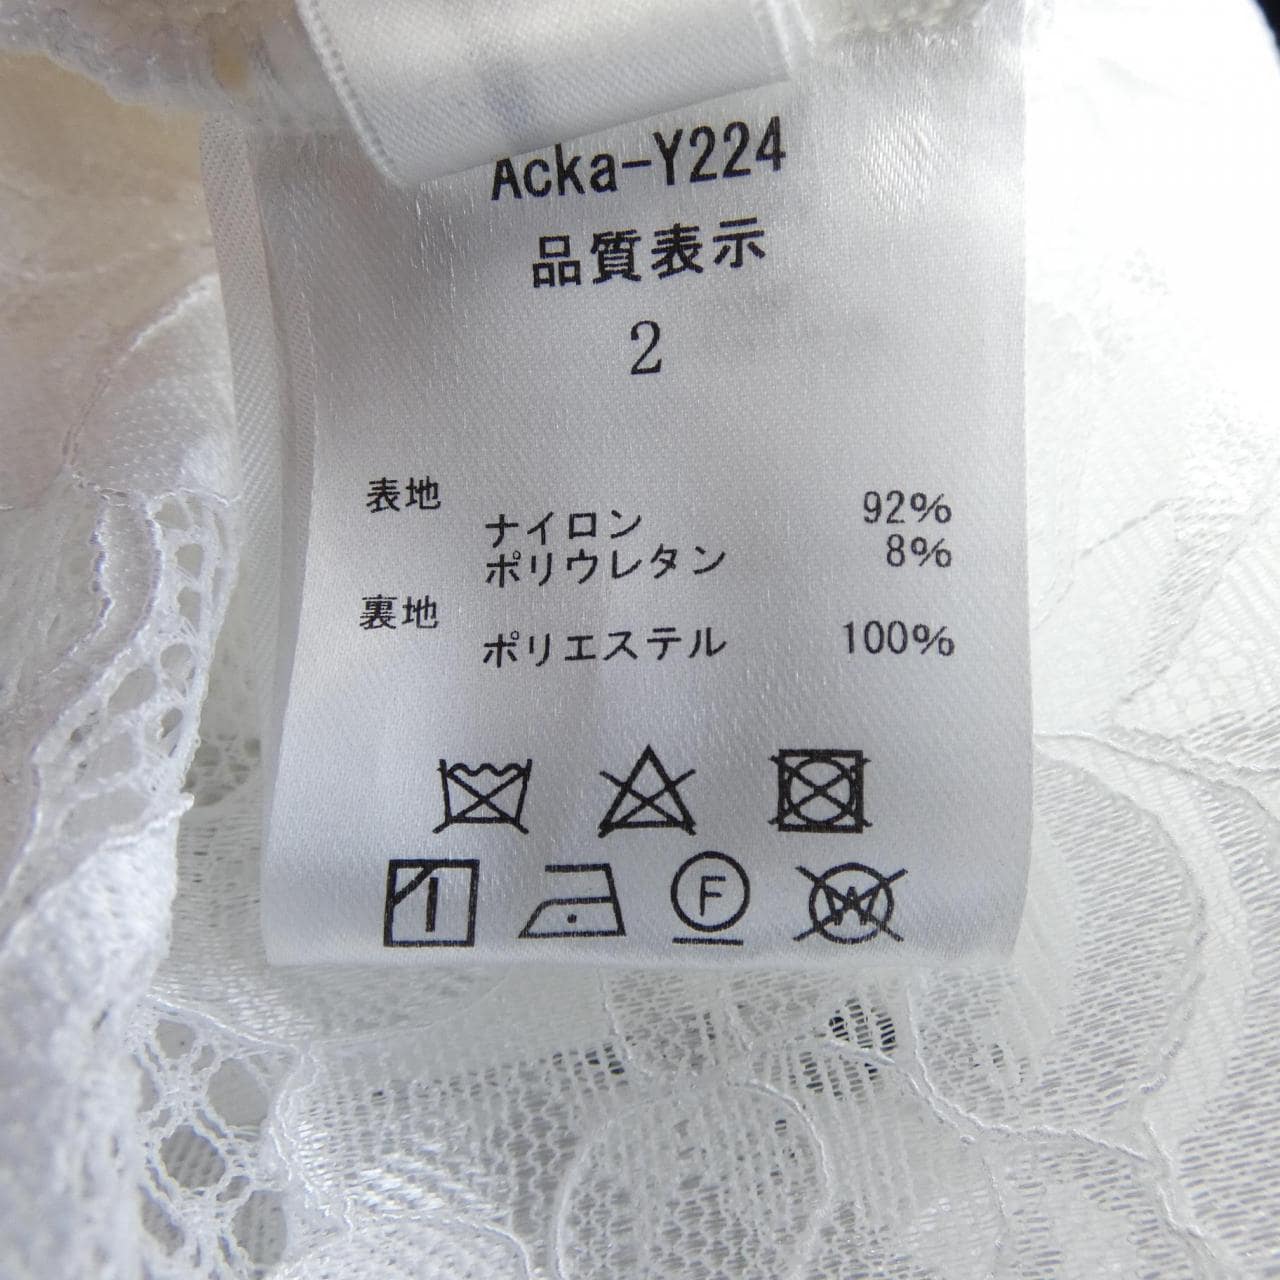 Acka-Y224
品質表示
2
表地
ナイロン 92%
ポリウレタン 8%
裏地
ポリエステル 100%
F W